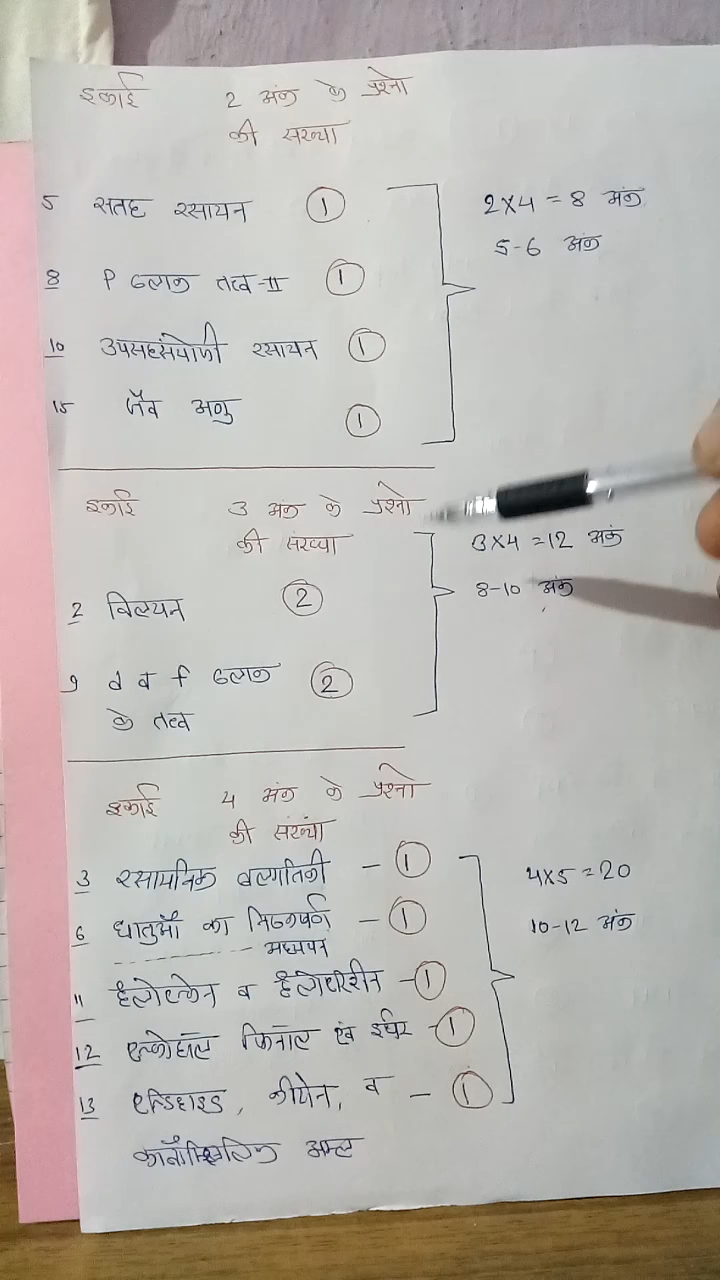 इकाई 2 अंक के प्रश्नो
की संख्या
5 सतह रसायन 1 2x4 = 8 अंक
5-6 अंक
8 P ब्लाक तत्व-II 1
10 उपसहसंयोजी रसायन 1
15 जैव अणु 1
इकाई 3 अंक के प्रश्नो
की संख्या 3x4 = 12 अंक
2 विलयन 2 8-10 अंक
9 d व f ब्लाक 2
के तत्व
इकाई 4 अंक के प्रश्नो
की संख्या
3 रसायनिक बलगतिकी - 1 4x5 = 20
6 धातुओं का निष्कर्षण - 1 10-12 अंक
अध्ययन
11 हैलोएल्केन व हैलोएरीन - 1
12 एल्कोहॉल फिनॉल एवं ईथर - 1
13 एल्डिहाइड, कीटोन, व - 1
कार्बोक्सिलिक अम्ल